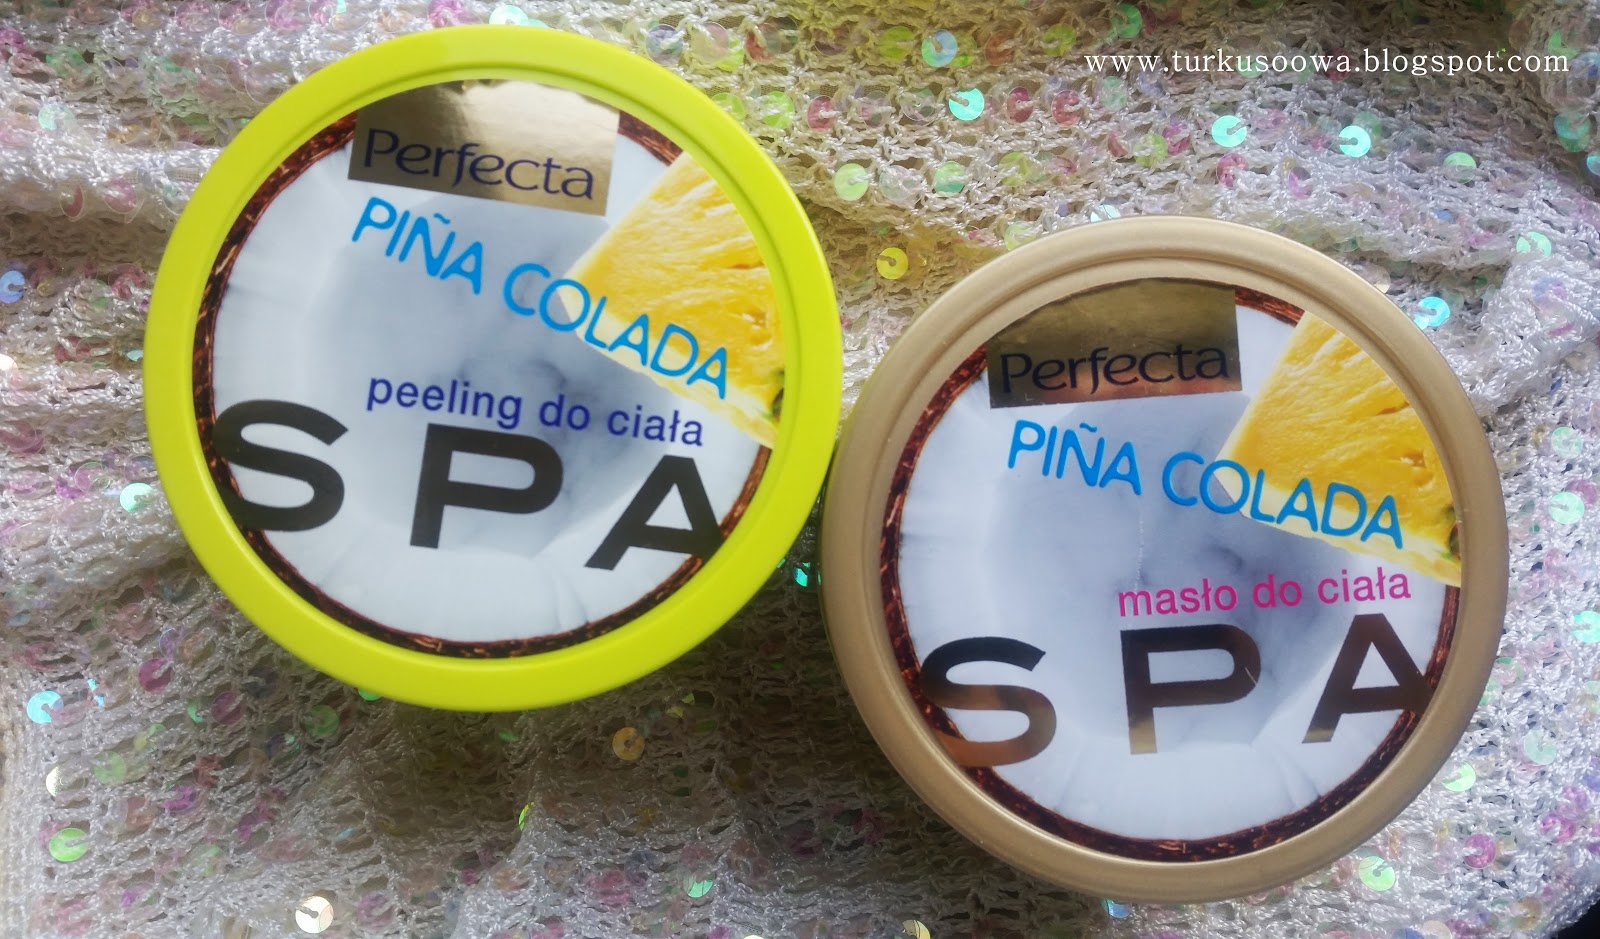 www.turkusoowa.blogspot.com
Perfecta
PIÑA COLADA
peeling do ciała
SPA
Perfecta
PIÑA COLADA
masło do ciała
SPA